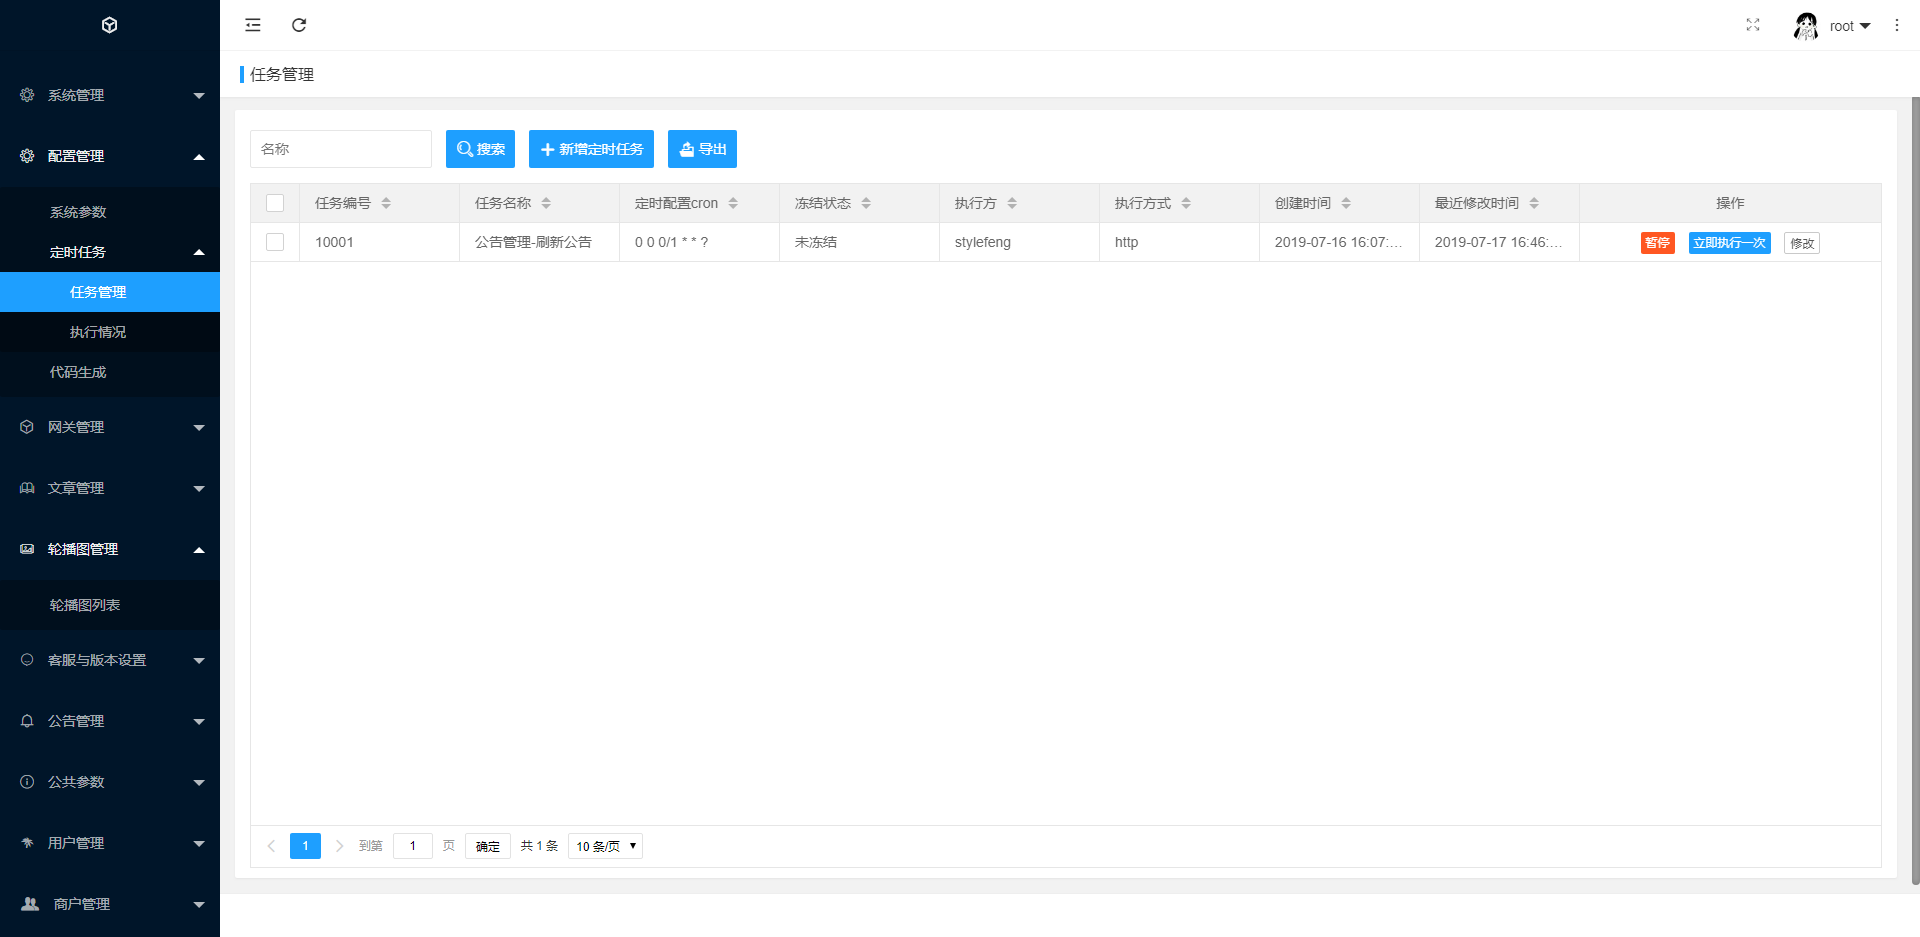 root
任务管理
系统管理
配置管理
系统参数
定时任务
任务管理
执行情况
代码生成
网关管理
文章管理
轮播图管理
轮播图列表
客服与版本设置
公告管理
公共参数
用户管理
商户管理
名称 搜索 新增定时任务 导出
任务编号 任务名称 定时配置cron 冻结状态 执行方 执行方式 创建时间 最近修改时间 操作
10001 公告管理-刷新公告 0 0 0/1 * * ? 未冻结 stylefeng http 2019-07-16 16:07:... 2019-07-17 16:46:... 暂停 立即执行一次 修改
1 到第 1 页 确定 共 1 条 10 条/页